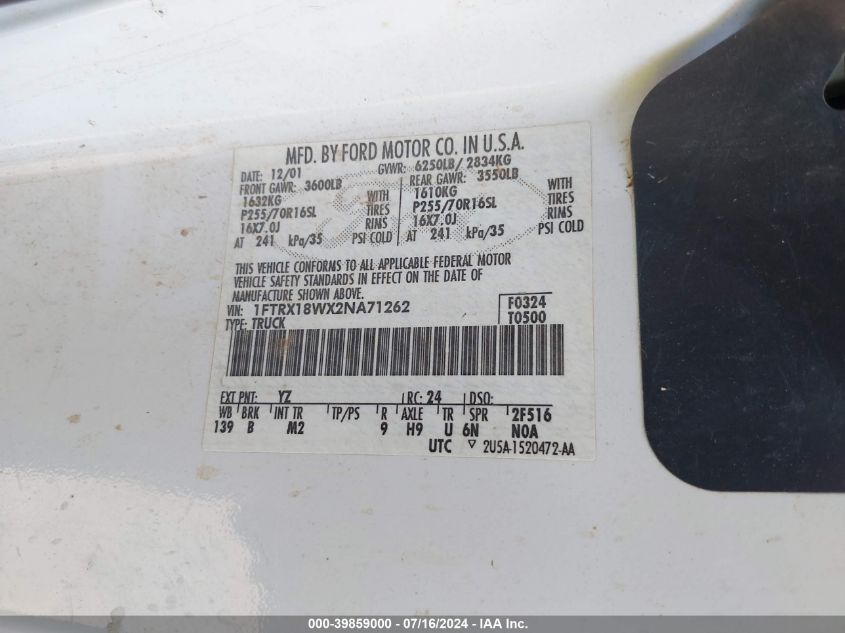 MFD. BY FORD MOTOR CO. IN U.S.A.
DATE: 12/01 GVWR: 6250LB/ 2834KG
FRONT GAWR: 3600LB REAR GAWR: 3550LB
1632KG WITH 1610KG WITH
P255/70R16SL TIRES P255/70R16SL TIRES
16X7.0J RIMS 16X7.0J RIMS
AT 241 kPa/35 PSI COLD AT 241 kPa/35 PSI COLD
THIS VEHICLE CONFORMS TO ALL APPLICABLE FEDERAL MOTOR
VEHICLE SAFETY STANDARDS IN EFFECT ON THE DATE OF
MANUFACTURE SHOWN ABOVE.
VIN: 1FTRX18WX2NA71262 F0324
TYPE: TRUCK T0500
EXT PNT: YZ RC: 24 DSO:
WB BRK INT TR TP/PS R AXLE TR SPR 2F516
139 B M2 9 H9 U 6N N0A
UTC ▽ 2U5A-1520472-AA
000-39859000 - 07/16/2024 - IAA Inc.